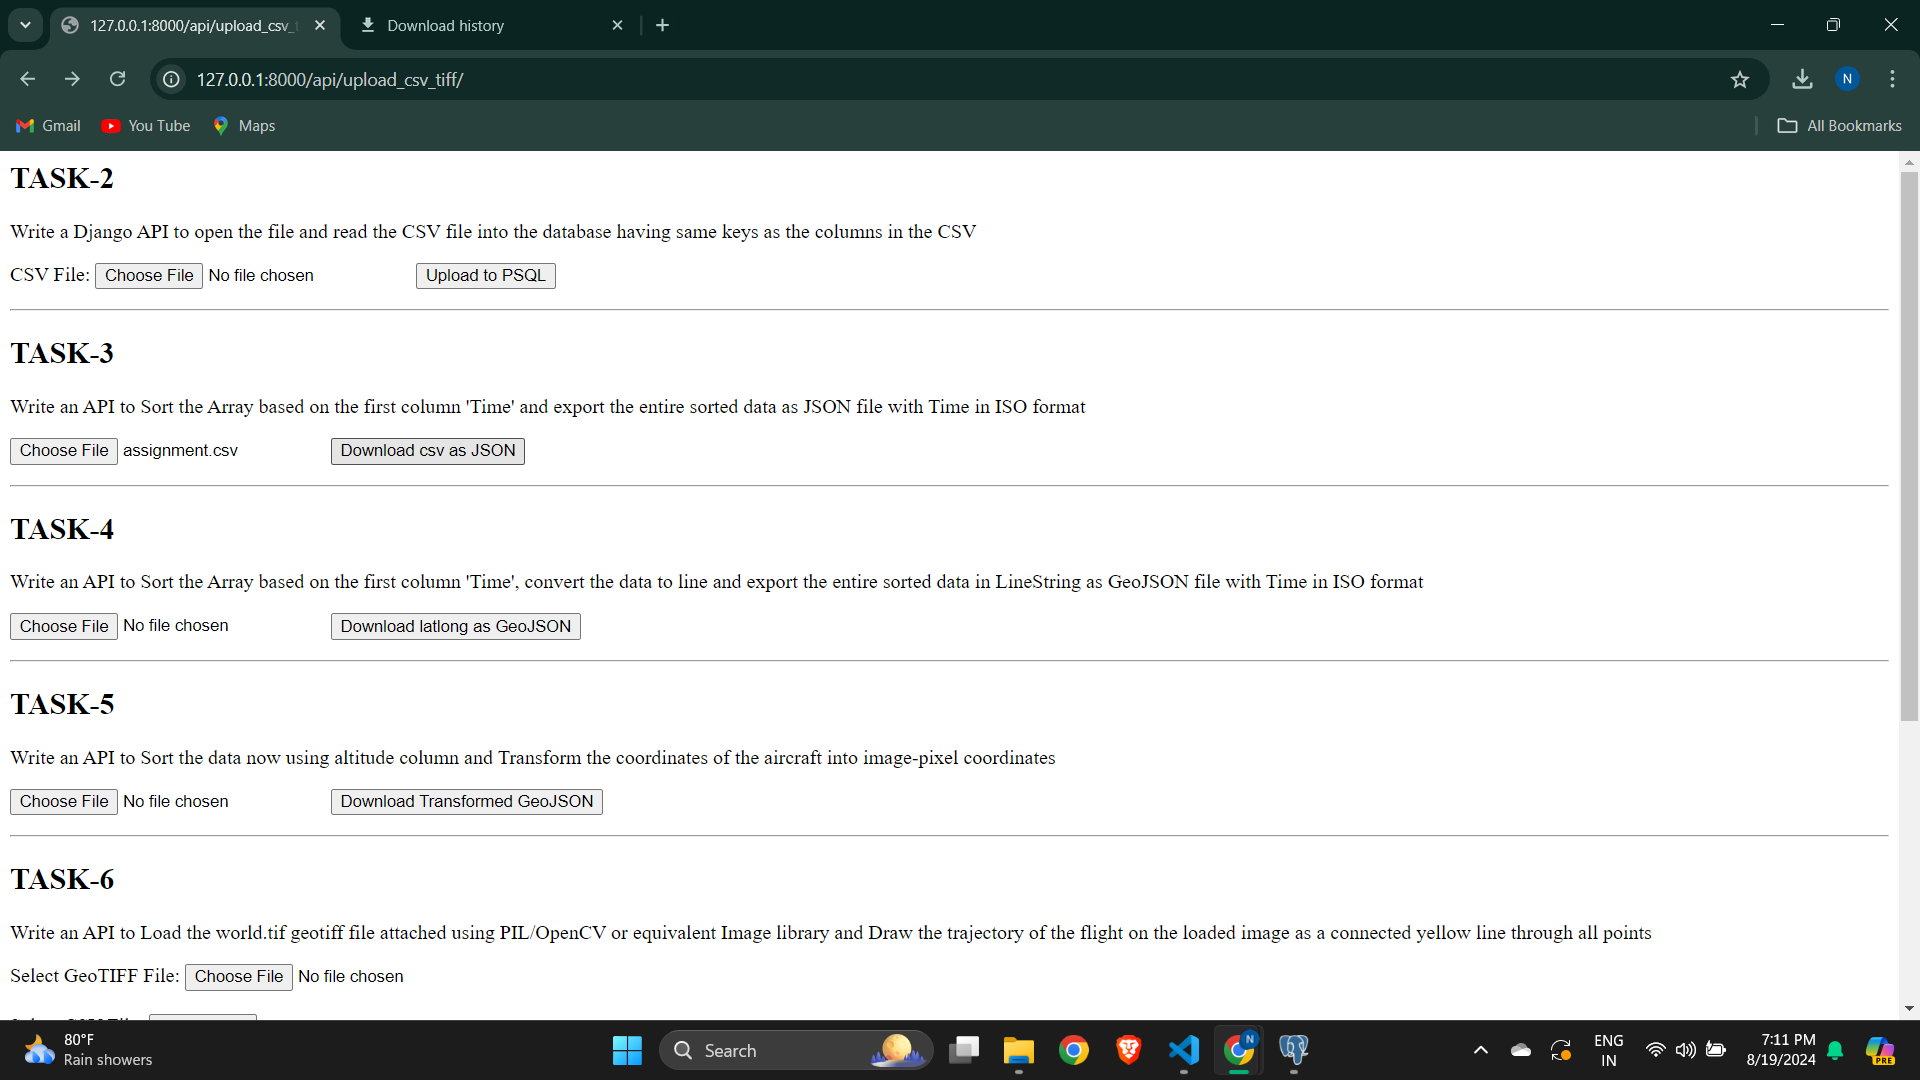 127.0.0.1:8000/api/upload_csv_t
Download history
127.0.0.1:8000/api/upload_csv_tiff/
N
Gmail
YouTube
Maps
All Bookmarks
TASK-2
Write a Django API to open the file and read the CSV file into the database having same keys as the columns in the CSV
CSV File: Choose File No file chosen Upload to PSQL
TASK-3
Write an API to Sort the Array based on the first column 'Time' and export the entire sorted data as JSON file with Time in ISO format
Choose File assignment.csv Download csv as JSON
TASK-4
Write an API to Sort the Array based on the first column 'Time', convert the data to line and export the entire sorted data in LineString as GeoJSON file with Time in ISO format
Choose File No file chosen Download latlong as GeoJSON
TASK-5
Write an API to Sort the data now using altitude column and Transform the coordinates of the aircraft into image-pixel coordinates
Choose File No file chosen Download Transformed GeoJSON
TASK-6
Write an API to Load the world.tif geotiff file attached using PIL/OpenCV or equivalent Image library and Draw the trajectory of the flight on the loaded image as a connected yellow line through all points
Select GeoTIFF File: Choose File No file chosen
80°F
Rain showers
Search
N
ENG
IN
7:11 PM
8/19/2024
PRE